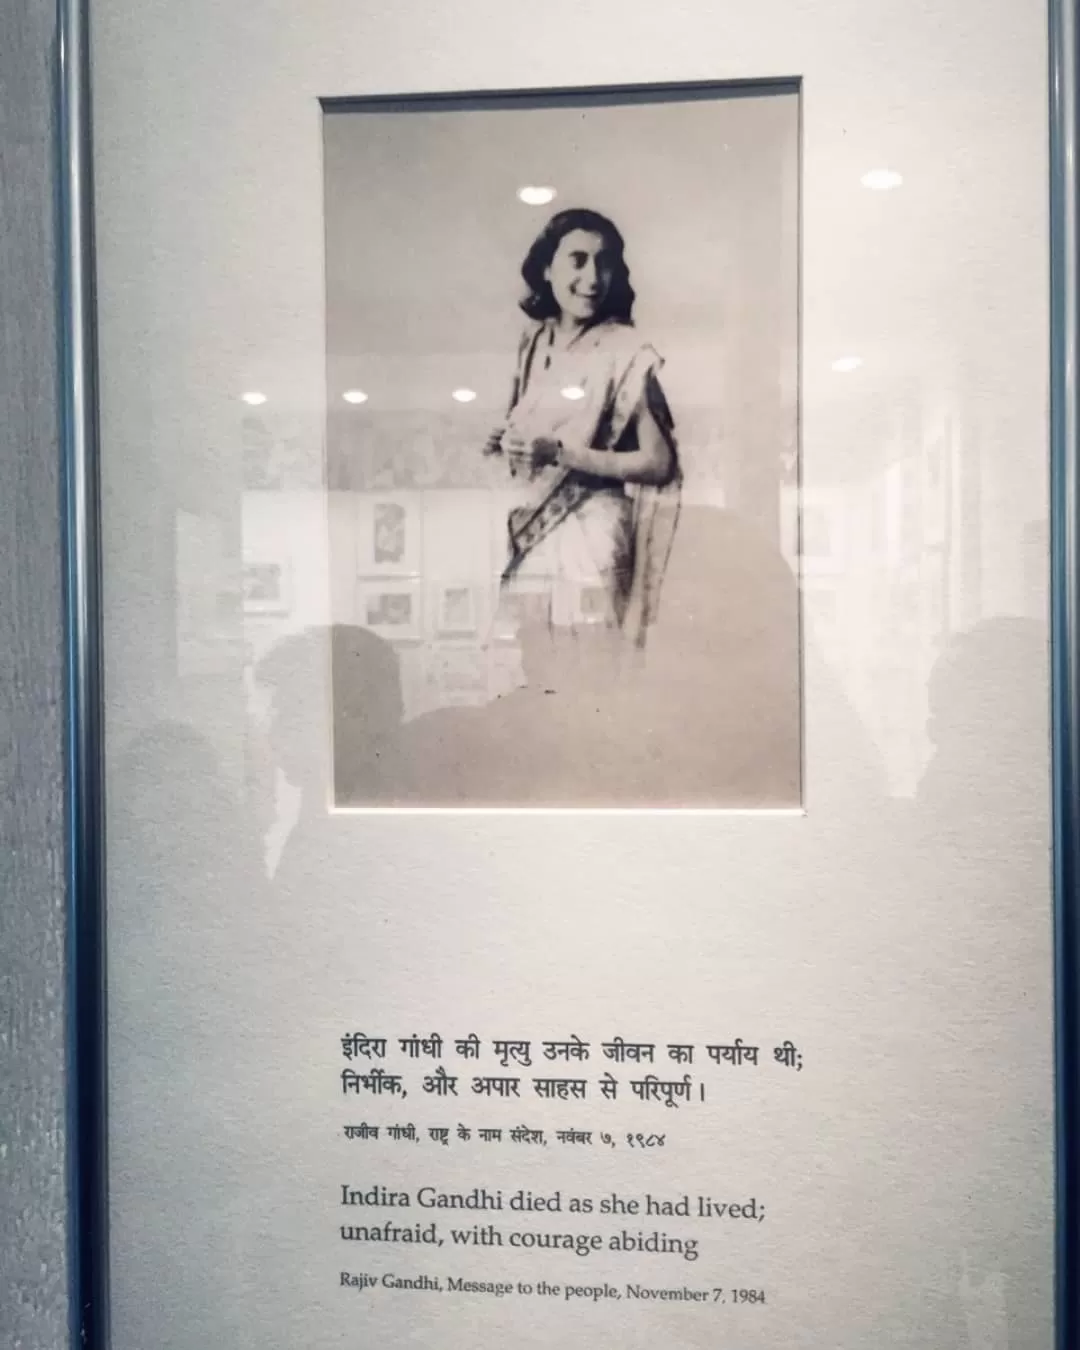 इंदिरा गांधी की मृत्यु उनके जीवन का पर्याय थी;
निर्भीक, और अपार साहस से परिपूर्ण।
राजीव गांधी, राष्ट्र के नाम संदेश, नवंबर ७, १९८४
Indira Gandhi died as she had lived;
unafraid, with courage abiding
Rajiv Gandhi, Message to the people, November 7, 1984